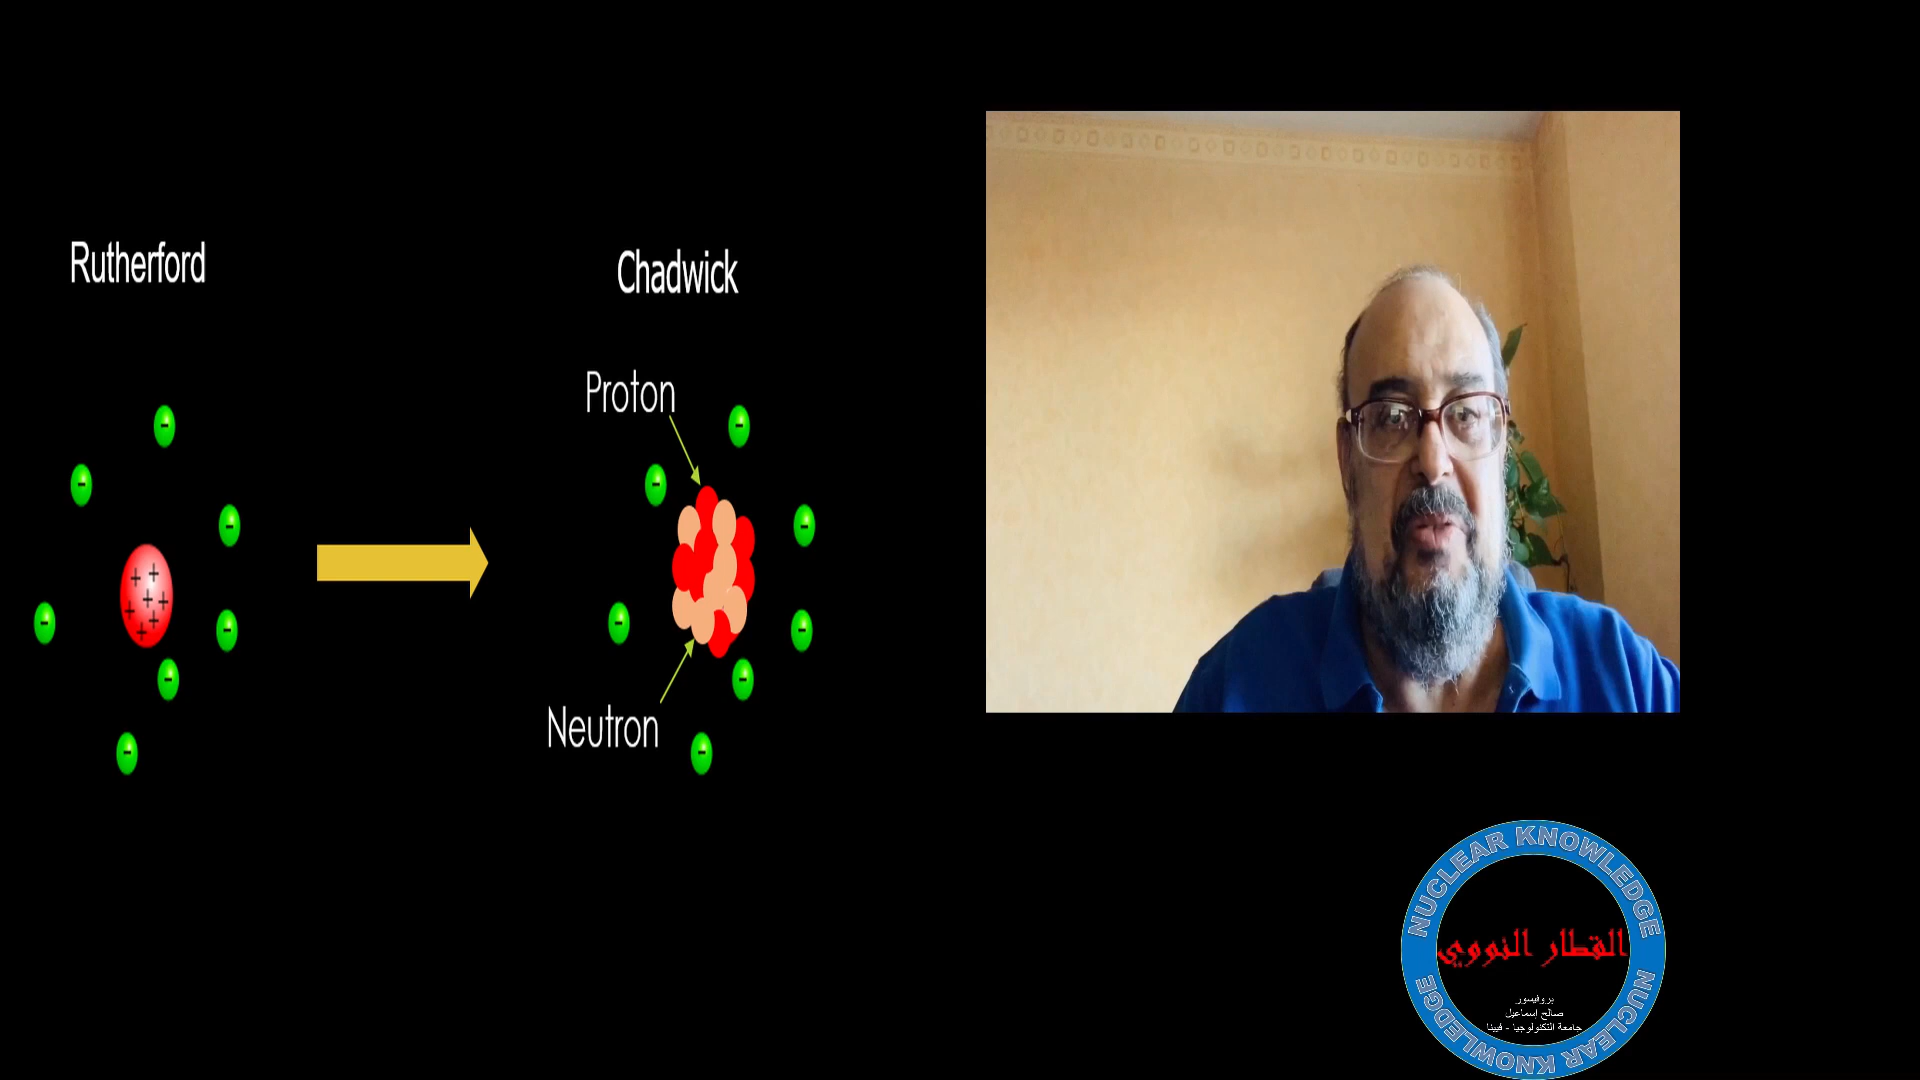 Rutherford
Chadwick
Proton
Neutron
NUCLEAR KNOWLEDGE
القطار النووي
بروفيسور
صالح إسماعيل
جامعة التكنولوجيا - فيينا
NUCLEAR KNOWLEDGE